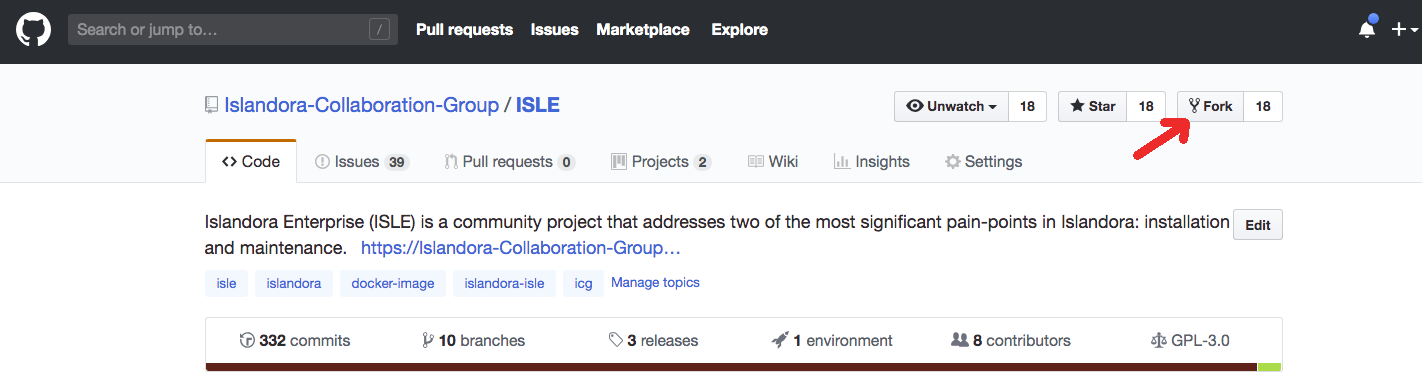 Search or jump to… / Pull requests Issues Marketplace Explore
Islandora-Collaboration-Group / ISLE Unwatch 18 Star 18 Fork 18
Code Issues 39 Pull requests 0 Projects 2 Wiki Insights Settings
Islandora Enterprise (ISLE) is a community project that addresses two of the most significant pain-points in Islandora: installation Edit
and maintenance. https://Islandora-Collaboration-Group…
isle islandora docker-image islandora-isle icg Manage topics
332 commits 10 branches 3 releases 1 environment 8 contributors GPL-3.0